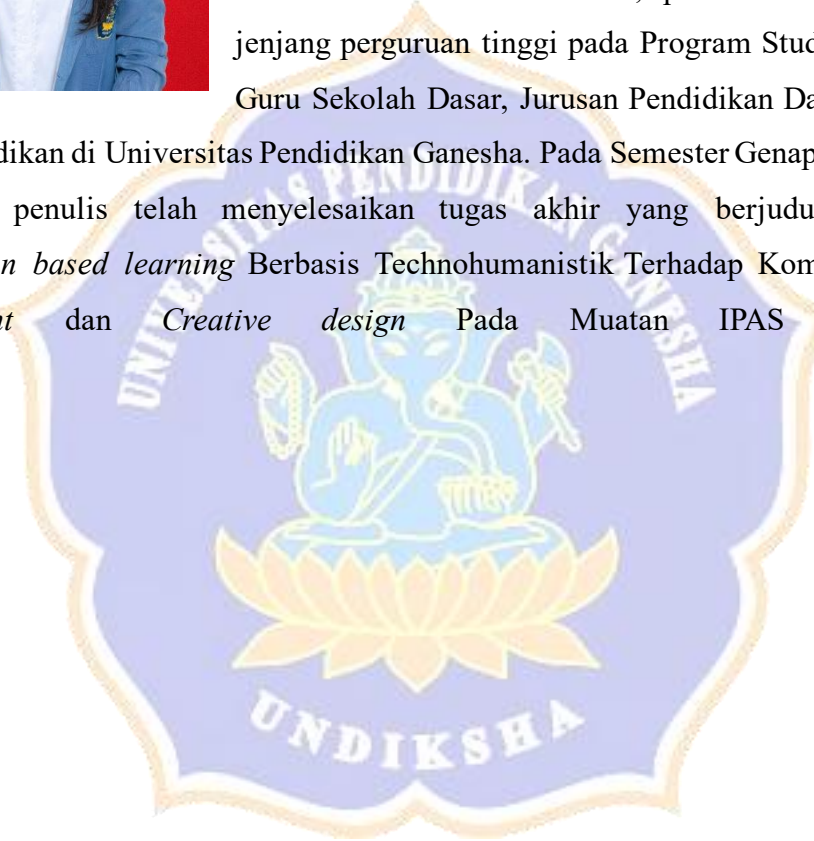 jenjang perguruan tinggi pada Program Stud
Guru Sekolah Dasar, Jurusan Pendidikan Da
dikan di Universitas Pendidikan Ganesha. Pada Semester Genap
penulis telah menyelesaikan tugas akhir yang berjudu
n based learning Berbasis Technohumanistik Terhadap Kom
nt dan Creative design Pada Muatan IPAS
UNIVERSITAS PENDIDIKAN GANESHA
UNDIKSHA